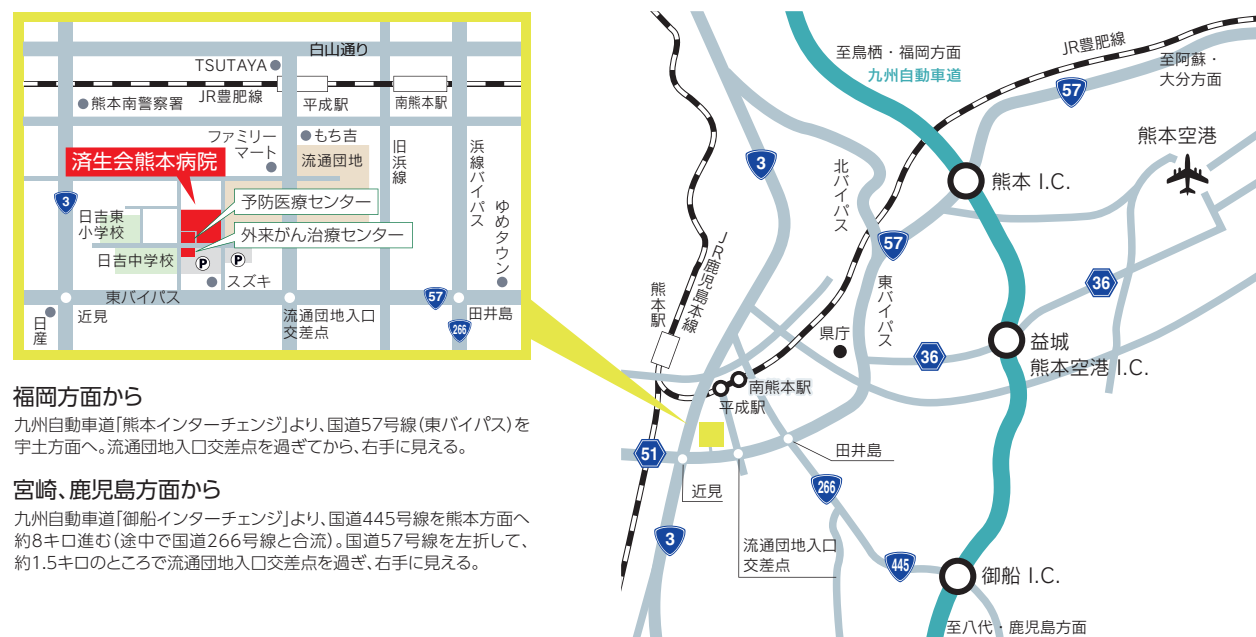 白山通り
TSUTAYA
JR豊肥線
平成駅
南熊本駅
熊本南警察署
ファミリー
マート
もち吉
流通団地
旧浜線
浜線バイパス
ゆめタウン
済生会熊本病院
3
予防医療センター
外来がん治療センター
日吉東
小学校
日吉中学校
P
P
スズキ
東バイパス
57
日産
近見
流通団地入口
交差点
266
田井島
福岡方面から
九州自動車道「熊本インターチェンジ」より、国道57号線(東バイパス)を
宇土方面へ。流通団地入口交差点を過ぎてから、右手に見える。
宮崎、鹿児島方面から
九州自動車道「御船インターチェンジ」より、国道445号線を熊本方面へ
約8キロ進む(途中で国道266号線と合流)。国道57号線を左折して、
約1.5キロのところで流通団地入口交差点を過ぎ、右手に見える。
至鳥栖・福岡方面
九州自動車道
JR豊肥線
至阿蘇・
大分方面
57
熊本空港
3
北バイパス
熊本 I.C.
57
JR鹿児島本線
熊本駅
東バイパス
36
県庁
36
益城
熊本空港 I.C.
南熊本駅
平成駅
51
田井島
近見
266
3
流通団地入口
交差点
445
御船 I.C.
至八代・鹿児島方面